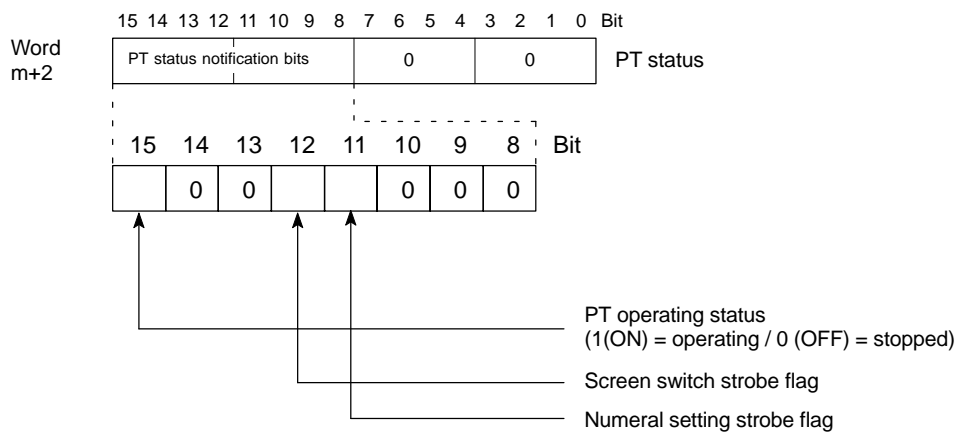 15 14 13 12 11 10 9 8 7 6 5 4 3 2 1 0 Bit
Word
m+2
PT status notification bits 0 0 PT status
15 14 13 12 11 10 9 8 Bit
0 0 0 0 0
PT operating status
(1(ON) = operating / 0 (OFF) = stopped)
Screen switch strobe flag
Numeral setting strobe flag